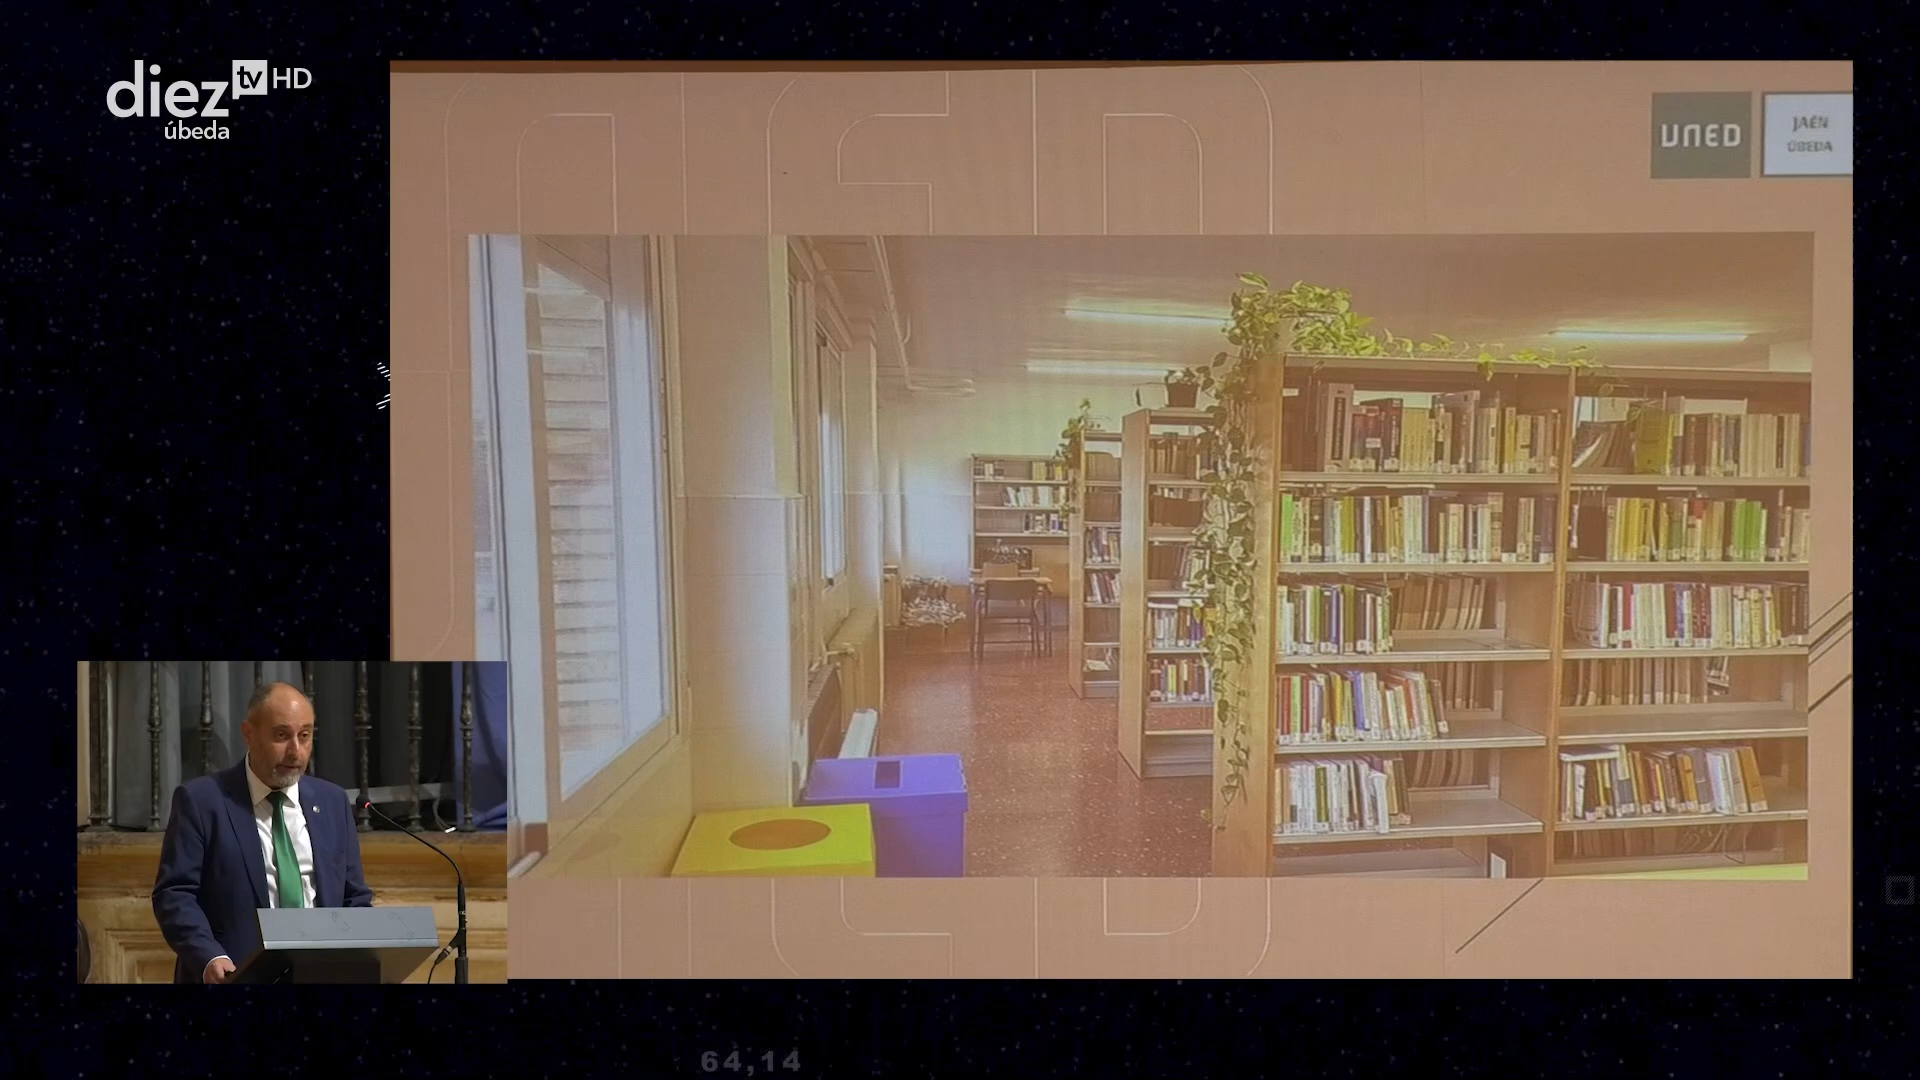 diez tv HD
úbeda
UNED
JAÉN
ÚBEDA
64,14